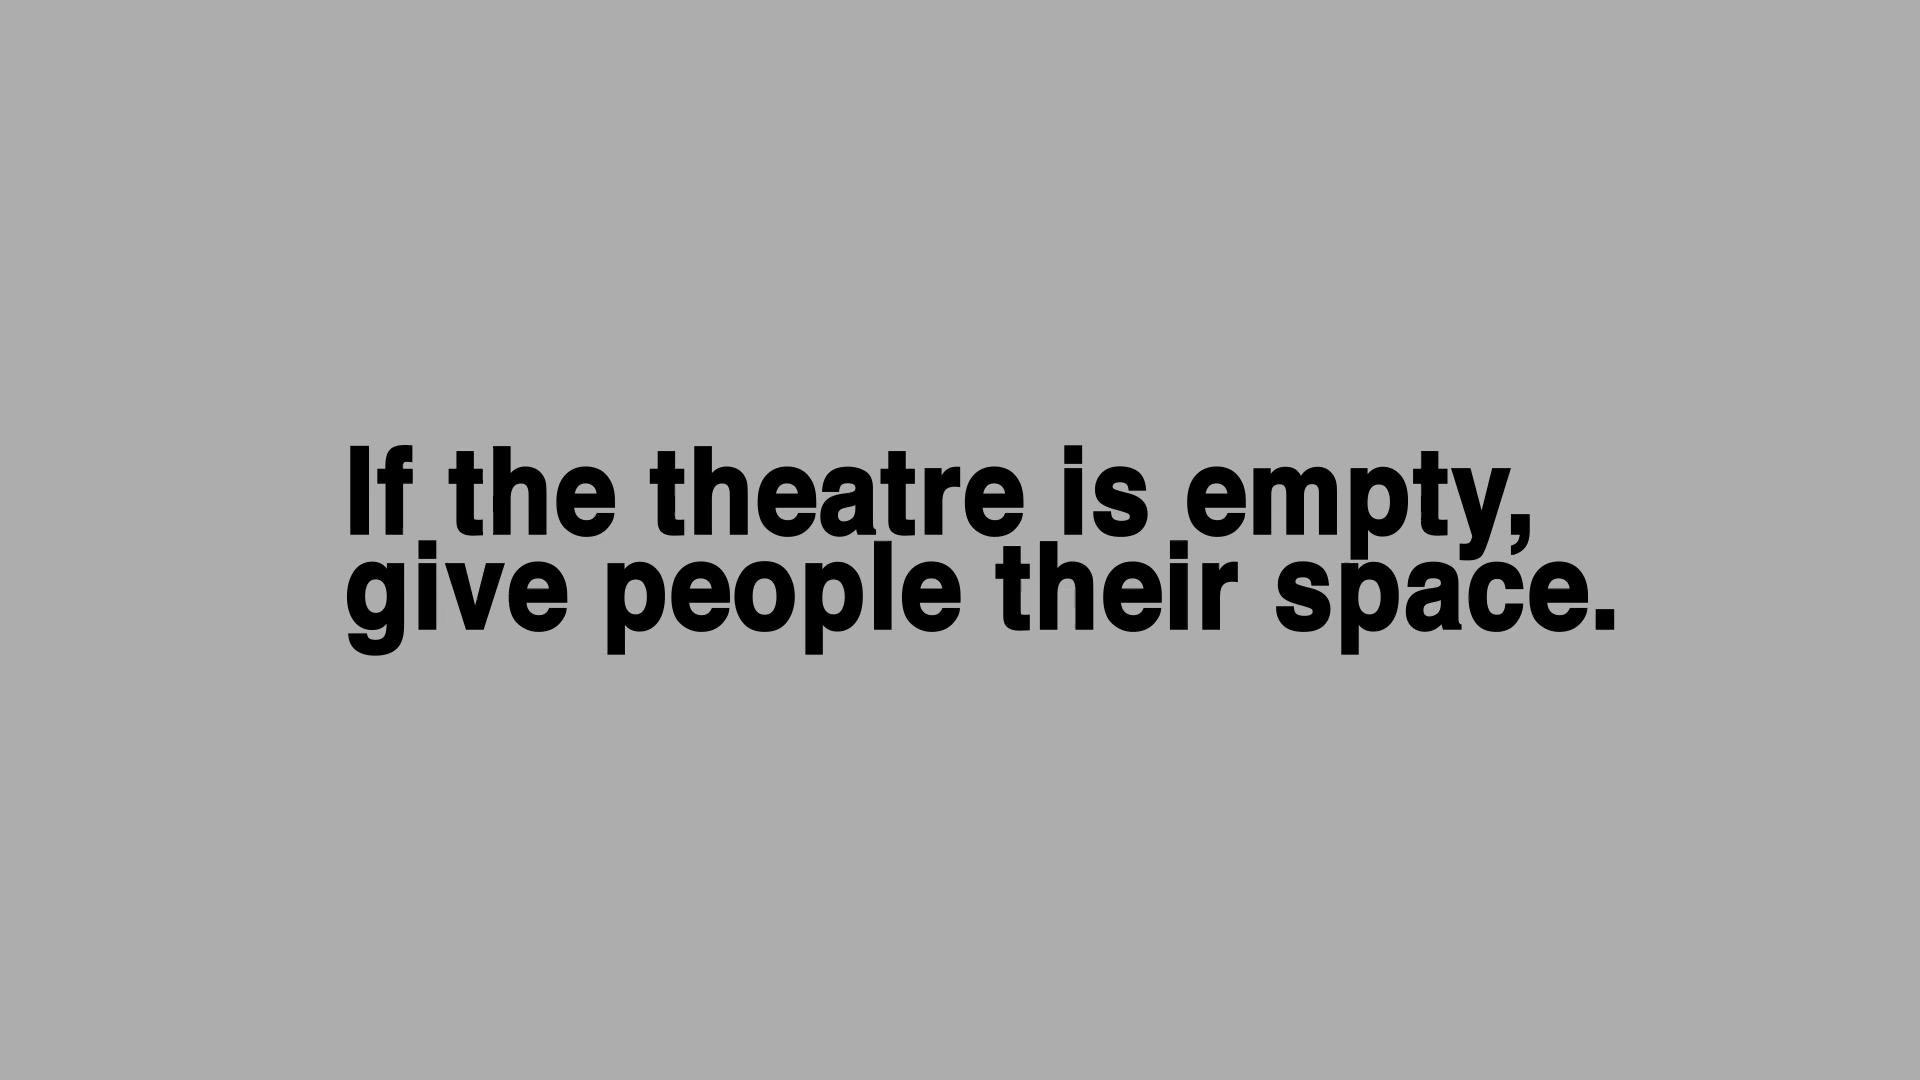 If the theatre is empty,
give people their space.